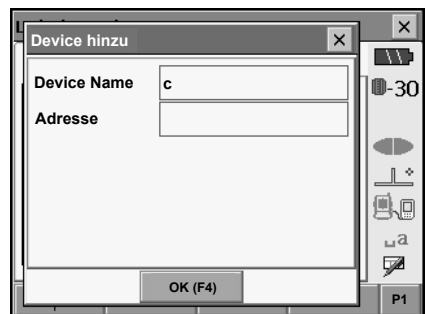 Device hinzu
Device Name c
-30
Adresse
␣a
OK (F4)
P1